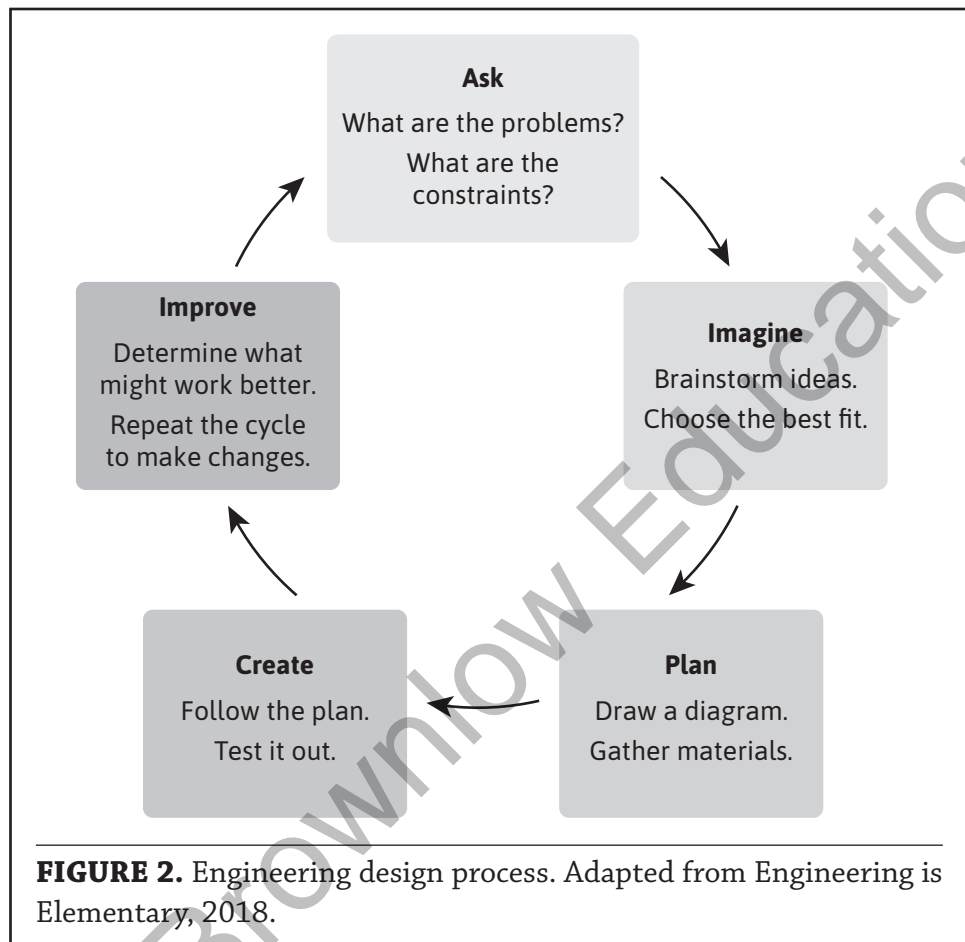 Ask
What are the problems?
What are the
constraints?
Imagine
Brainstorm ideas.
Choose the best fit.
Plan
Draw a diagram.
Gather materials.
Create
Follow the plan.
Test it out.
Improve
Determine what
might work better.
Repeat the cycle
to make changes.
FIGURE 2. Engineering design process. Adapted from Engineering is
Elementary, 2018.
Brownlow Education